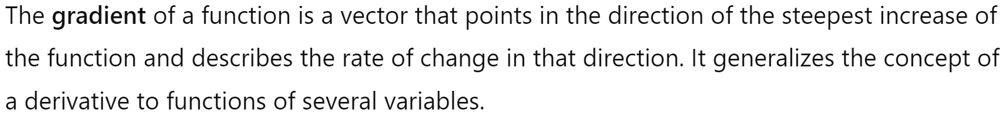 The gradient of a function is a vector that points in the direction of the steepest increase of
the function and describes the rate of change in that direction. It generalizes the concept of
a derivative to functions of several variables.